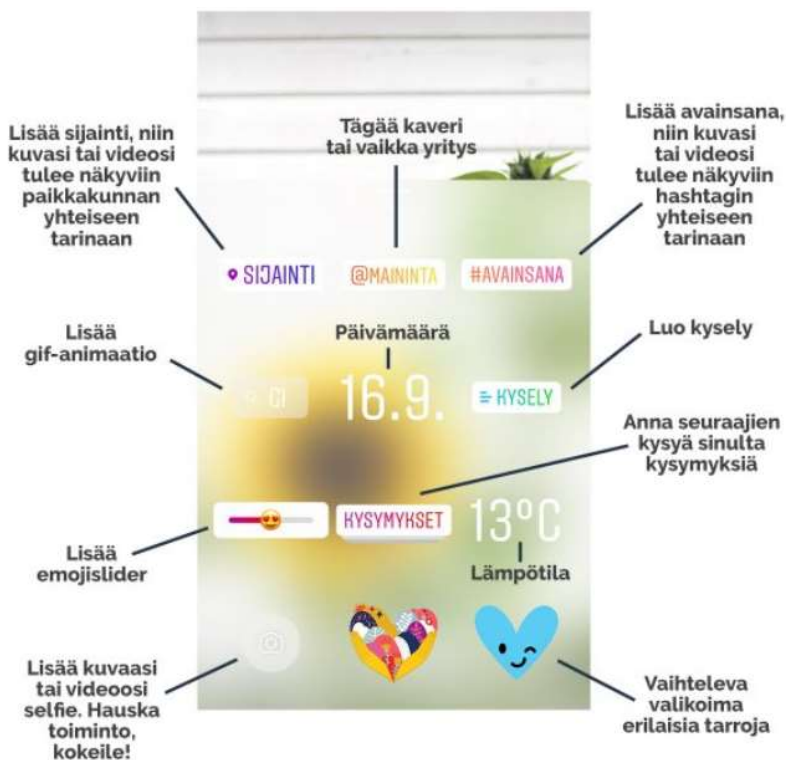 Lisää sijainti, niin
kuvasi tai videosi
tulee näkyviin
paikkakunnan
yhteiseen
tarinaan
Tägää kaveri
tai vaikka yritys
Lisää avainsana,
niin kuvasi
tai videosi
tulee näkyviin
hashtagin
yhteiseen
tarinaan
SIJAINTI
@MAININTA
#AVAINSANA
Lisää
gif-animaatio
Päivämäärä
Luo kysely
16.9.
KYSELY
Anna seuraajien
kysyä sinulta
kysymyksiä
KYSYMYKSET
13°C
Lisää
emojislider
Lämpötila
Lisää kuvaasi
tai videoosi
selfie. Hauska
toiminto,
kokeile!
Vaihteleva
valikoima
erilaisia tarroja